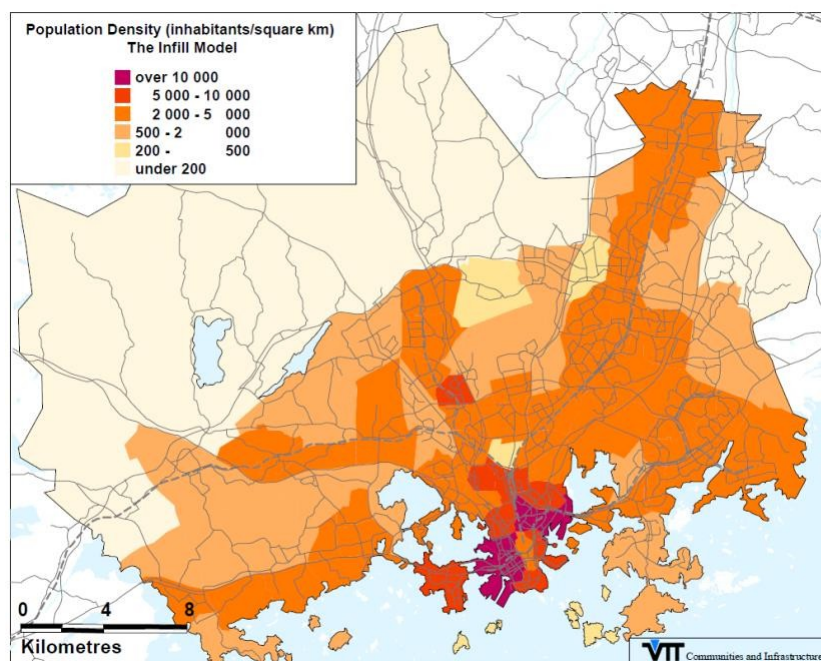 Population Density (inhabitants/square km)
The Infill Model
over 10 000
5 000 - 10 000
2 000 - 5 000
500 - 2 000
200 - 500
under 200
0 4 8
Kilometres
VTT Communities and Infrastructure